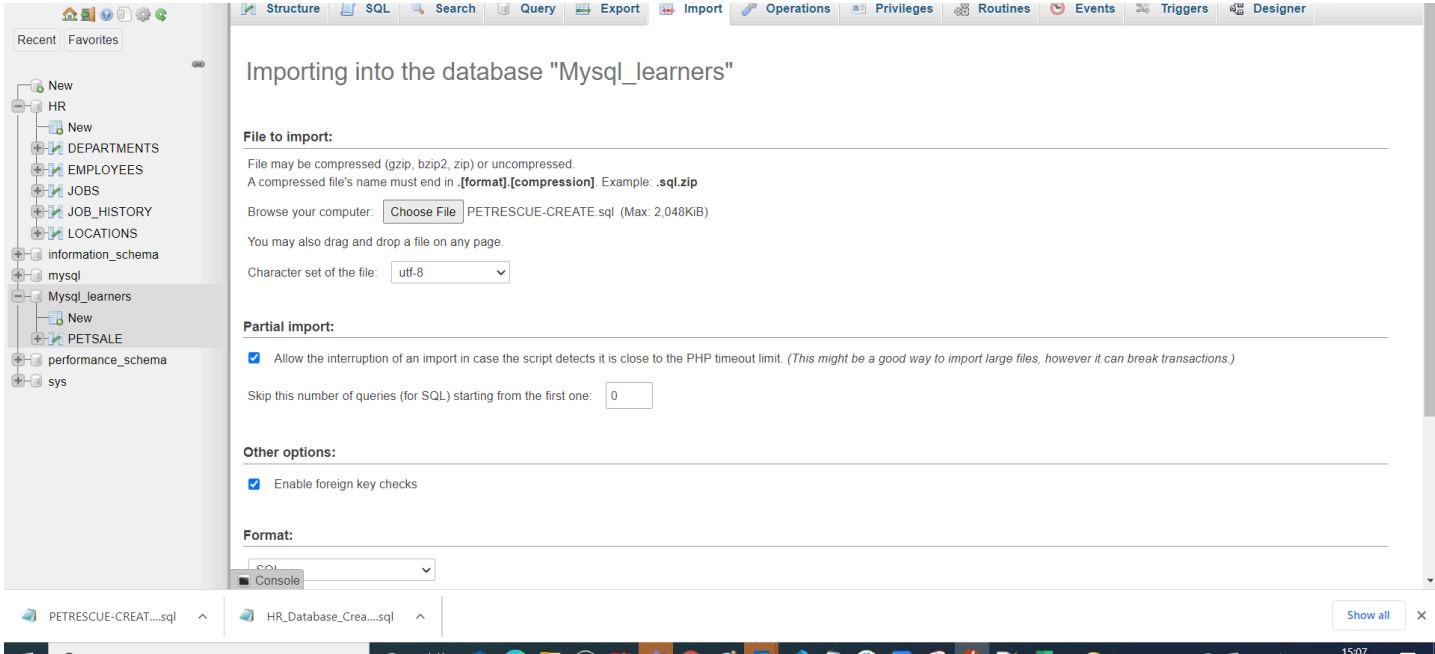 Structure SQL Search Query Export Import Operations Privileges Routines Events Triggers Designer
Recent Favorites
New
HR
New
DEPARTMENTS
EMPLOYEES
JOBS
JOB_HISTORY
LOCATIONS
information_schema
mysql
Mysql_learners
New
PETSALE
performance_schema
sys
Importing into the database "Mysql_learners"
File to import:
File may be compressed (gzip, bzip2, zip) or uncompressed.
A compressed file's name must end in .[format].[compression]. Example: .sql.zip
Browse your computer: Choose File PETRESCUE-CREATE.sql (Max: 2,048KiB)
You may also drag and drop a file on any page.
Character set of the file: utf-8
Partial import:
Allow the interruption of an import in case the script detects it is close to the PHP timeout limit. (This might be a good way to import large files, however it can break transactions.)
Skip this number of queries (for SQL) starting from the first one: 0
Other options:
Enable foreign key checks
Format:
SQL
Console
PETRESCUE-CREAT....sql HR_Database_Crea....sql Show all
15:07